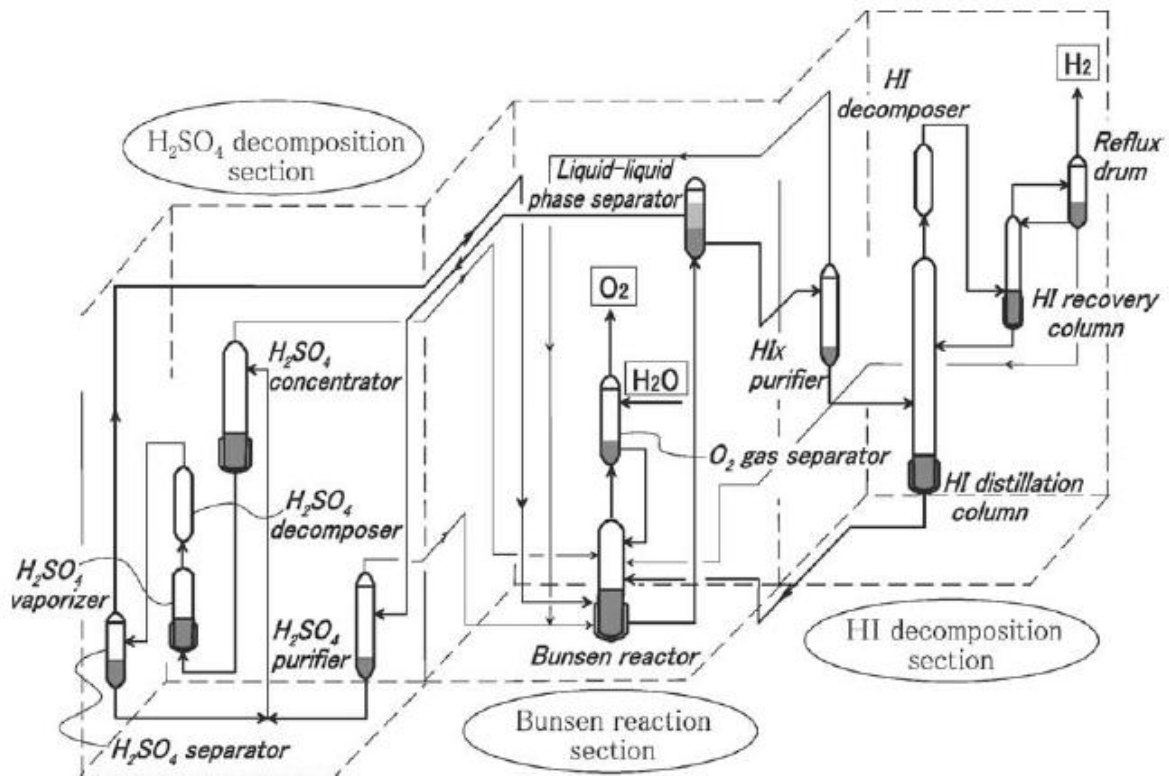 H₂SO₄ decomposition
section
Liquid-liquid
phase separator
HI
decomposer
H₂
Reflux
drum
O₂
H₂O
HI recovery
column
HIx
purifier
O₂ gas separator
HI distillation
column
H₂SO₄
concentrator
H₂SO₄
decomposer
H₂SO₄
vaporizer
H₂SO₄
purifier
Bunsen reactor
H₂SO₄ separator
Bunsen reaction
section
HI decomposition
section